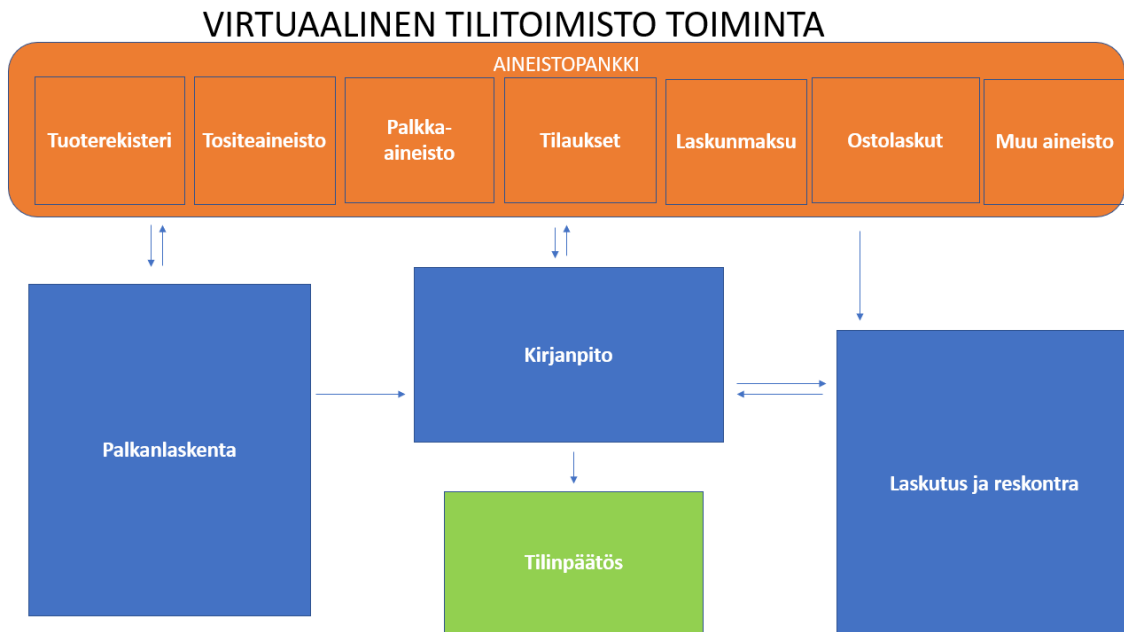 VIRTUAALINEN TILITOIMISTO TOIMINTA
AINEISTOPANKKI
Tuoterekisteri
Tositeaineisto
Palkka-
aineisto
Tilaukset
Laskunmaksu
Ostolaskut
Muu aineisto
Palkanlaskenta
Kirjanpito
Laskutus ja reskontra
Tilinpäätös